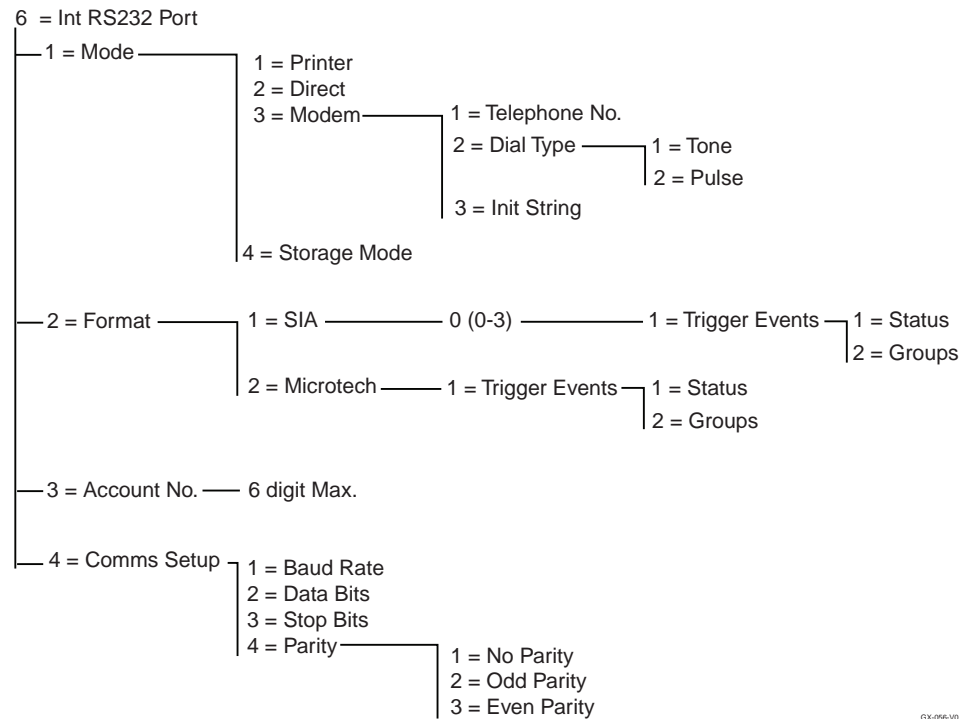 6 = Int RS232 Port
1 = Mode
1 = Printer
2 = Direct
3 = Modem
1 = Telephone No.
2 = Dial Type
1 = Tone
2 = Pulse
3 = Init String
4 = Storage Mode
2 = Format
1 = SIA
0 (0-3)
1 = Trigger Events
1 = Status
2 = Groups
2 = Microtech
1 = Trigger Events
1 = Status
2 = Groups
3 = Account No.
6 digit Max.
4 = Comms Setup
1 = Baud Rate
2 = Data Bits
3 = Stop Bits
4 = Parity
1 = No Parity
2 = Odd Parity
3 = Even Parity
GX-056-V0